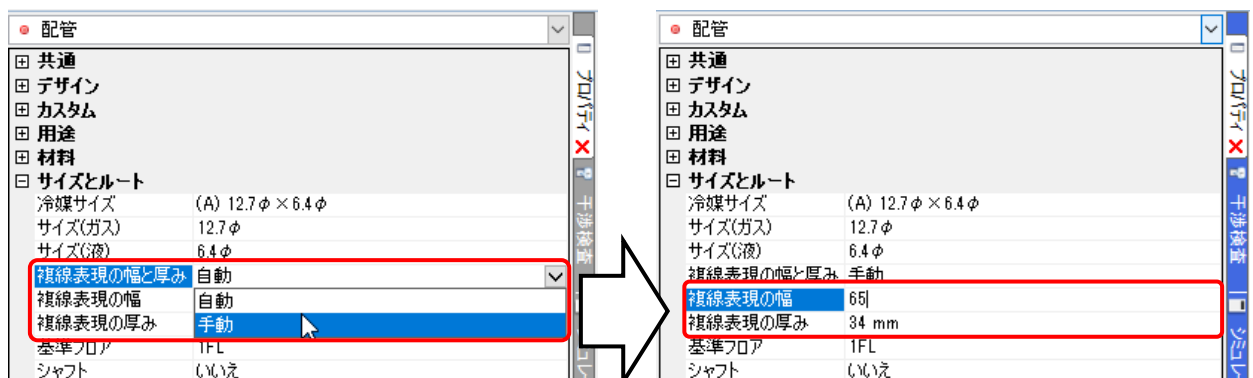 配管
共通
デザイン
カスタム
用途
材料
サイズとルート
冷媒サイズ (A) 12.7φ×6.4φ
サイズ(ガス) 12.7φ
サイズ(液) 6.4φ
複線表現の幅と厚み 自動
複線表現の幅 自動
複線表現の厚み 手動
基準フロア 1FL
シャフト いいえ
プロパティ
干渉検査
配管
共通
デザイン
カスタム
用途
材料
サイズとルート
冷媒サイズ (A) 12.7φ×6.4φ
サイズ(ガス) 12.7φ
サイズ(液) 6.4φ
複線表現の幅と厚み 手動
複線表現の幅 65
複線表現の厚み 34 mm
基準フロア 1FL
シャフト いいえ
プロパティ
干渉検査
シミュレ